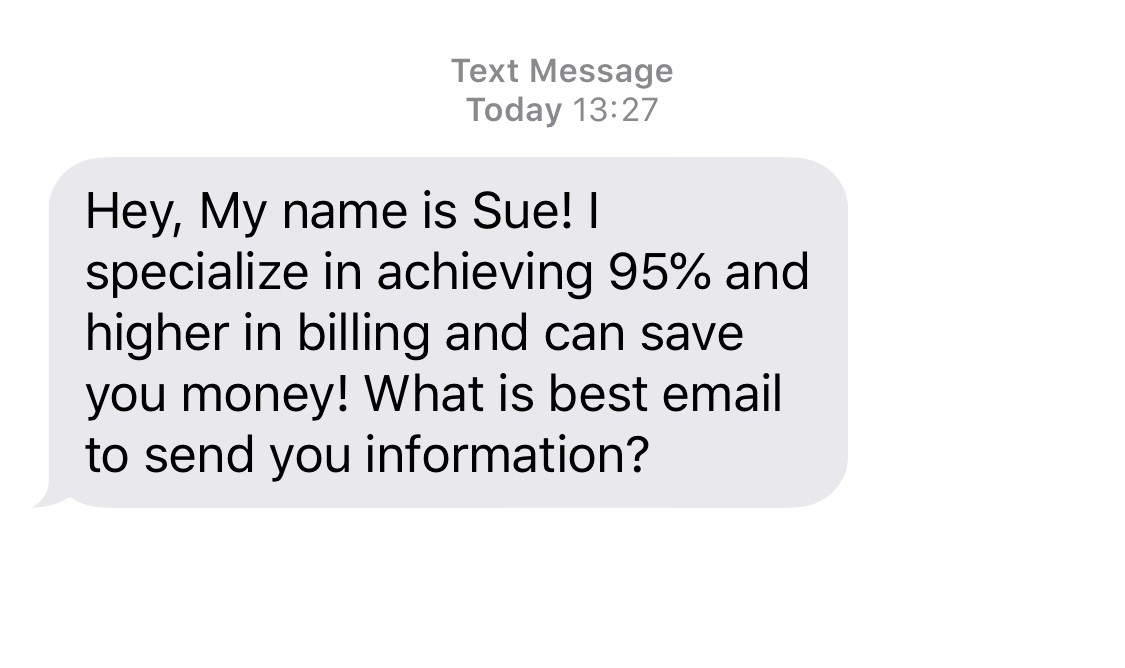 Text Message
Today 13:27
Hey, My name is Sue! I
specialize in achieving 95% and
higher in billing and can save
you money! What is best email
to send you information?